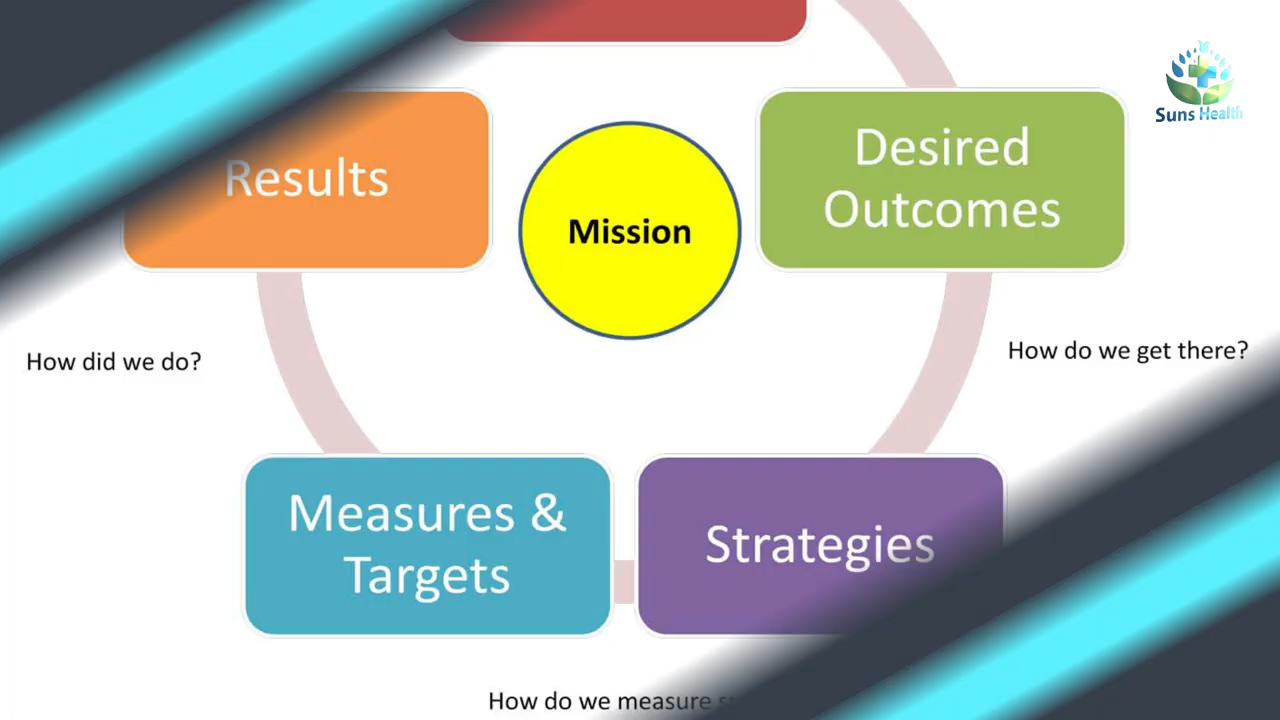 Suns Health
Results
Mission
Desired
Outcomes
How did we do?
How do we get there?
Measures &
Targets
Strategies
How do we measure